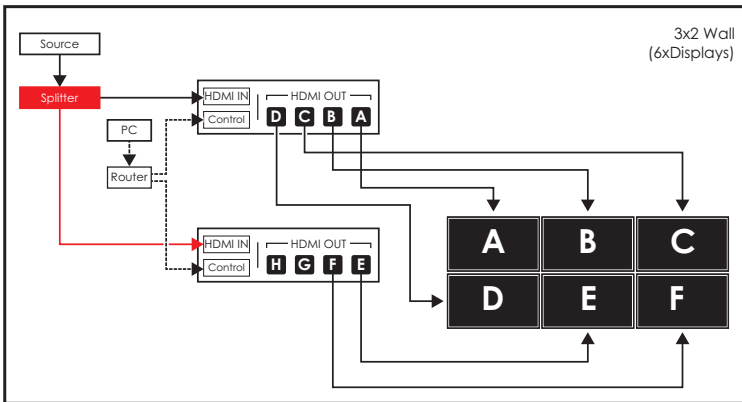 3x2 Wall
(6xDisplays)
Source
Splitter
PC
Router
HDMI IN
Control
HDMI OUT
D C B A
HDMI IN
Control
HDMI OUT
H G F E
A B C
D E F